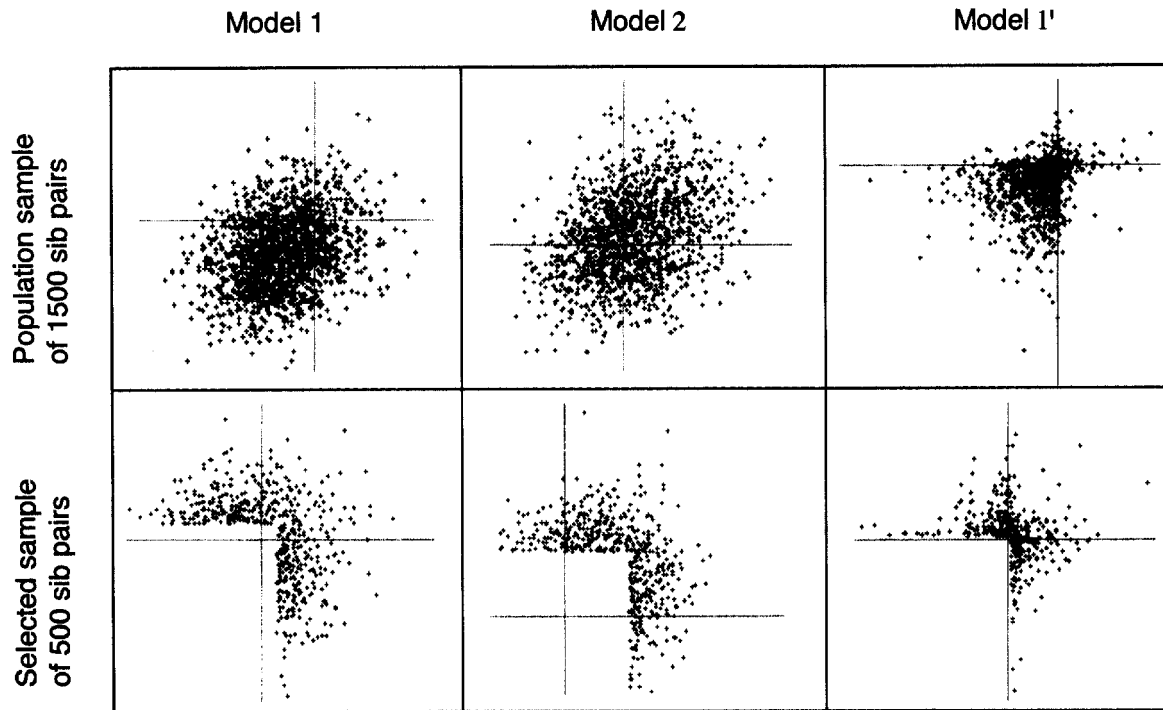 Model 1
Model 2
Model 1'
Population sample
of 1500 sib pairs
Selected sample
of 500 sib pairs